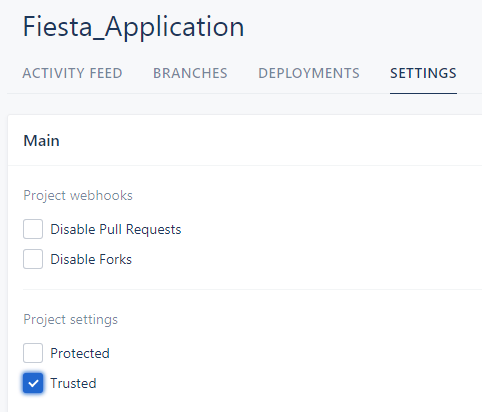 Fiesta_Application
ACTIVITY FEED BRANCHES DEPLOYMENTS SETTINGS
Main
Project webhooks
Disable Pull Requests
Disable Forks
Project settings
Protected
Trusted